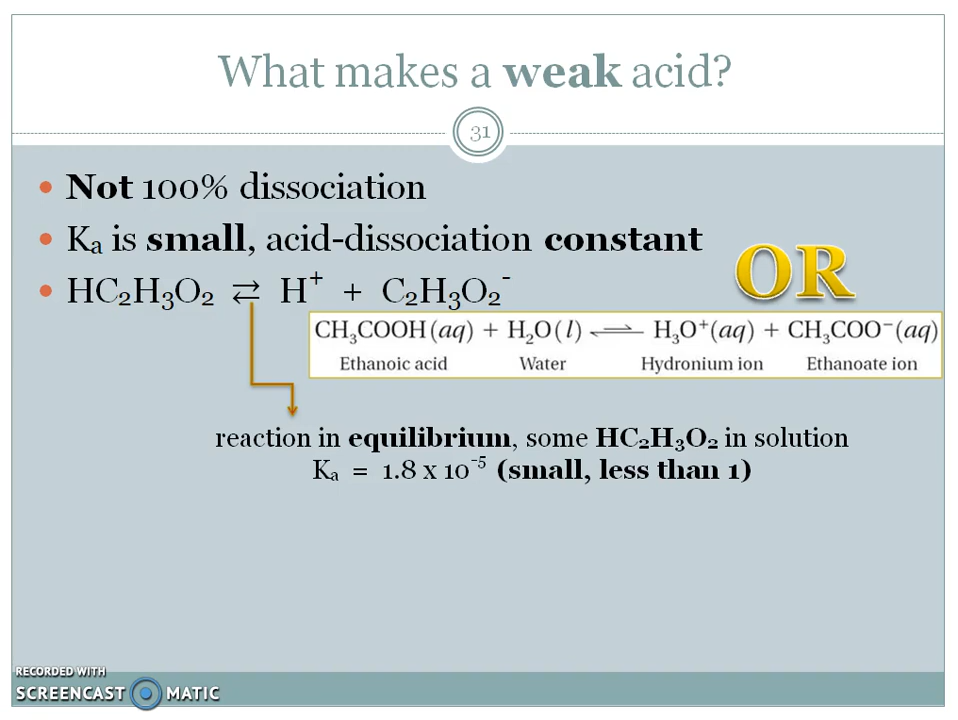 What makes a weak acid?
31
• Not 100% dissociation
• Kₐ is small, acid-dissociation constant
• HC₂H₃O₂ ⇄ H⁺ + C₂H₃O₂⁻
OR
CH₃COOH(aq) + H₂O(l) ⇌ H₃O⁺(aq) + CH₃COO⁻(aq)
Ethanoic acid Water Hydronium ion Ethanoate ion
reaction in equilibrium, some HC₂H₃O₂ in solution
Kₐ = 1.8 x 10⁻⁵ (small, less than 1)
RECORDED WITH
SCREENCAST MATIC